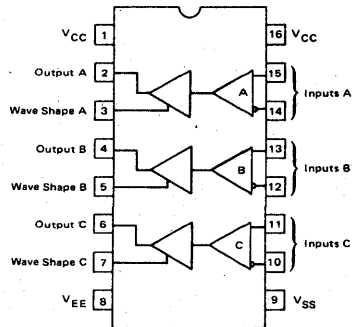 VCC 1 16 VCC
Output A 2 15
A Inputs A
Wave Shape A 3 14
Output B 4 13
B Inputs B
Wave Shape B 5 12
Output C 6 11
C Inputs C
Wave Shape C 7 10
VEE 8 9 VSS